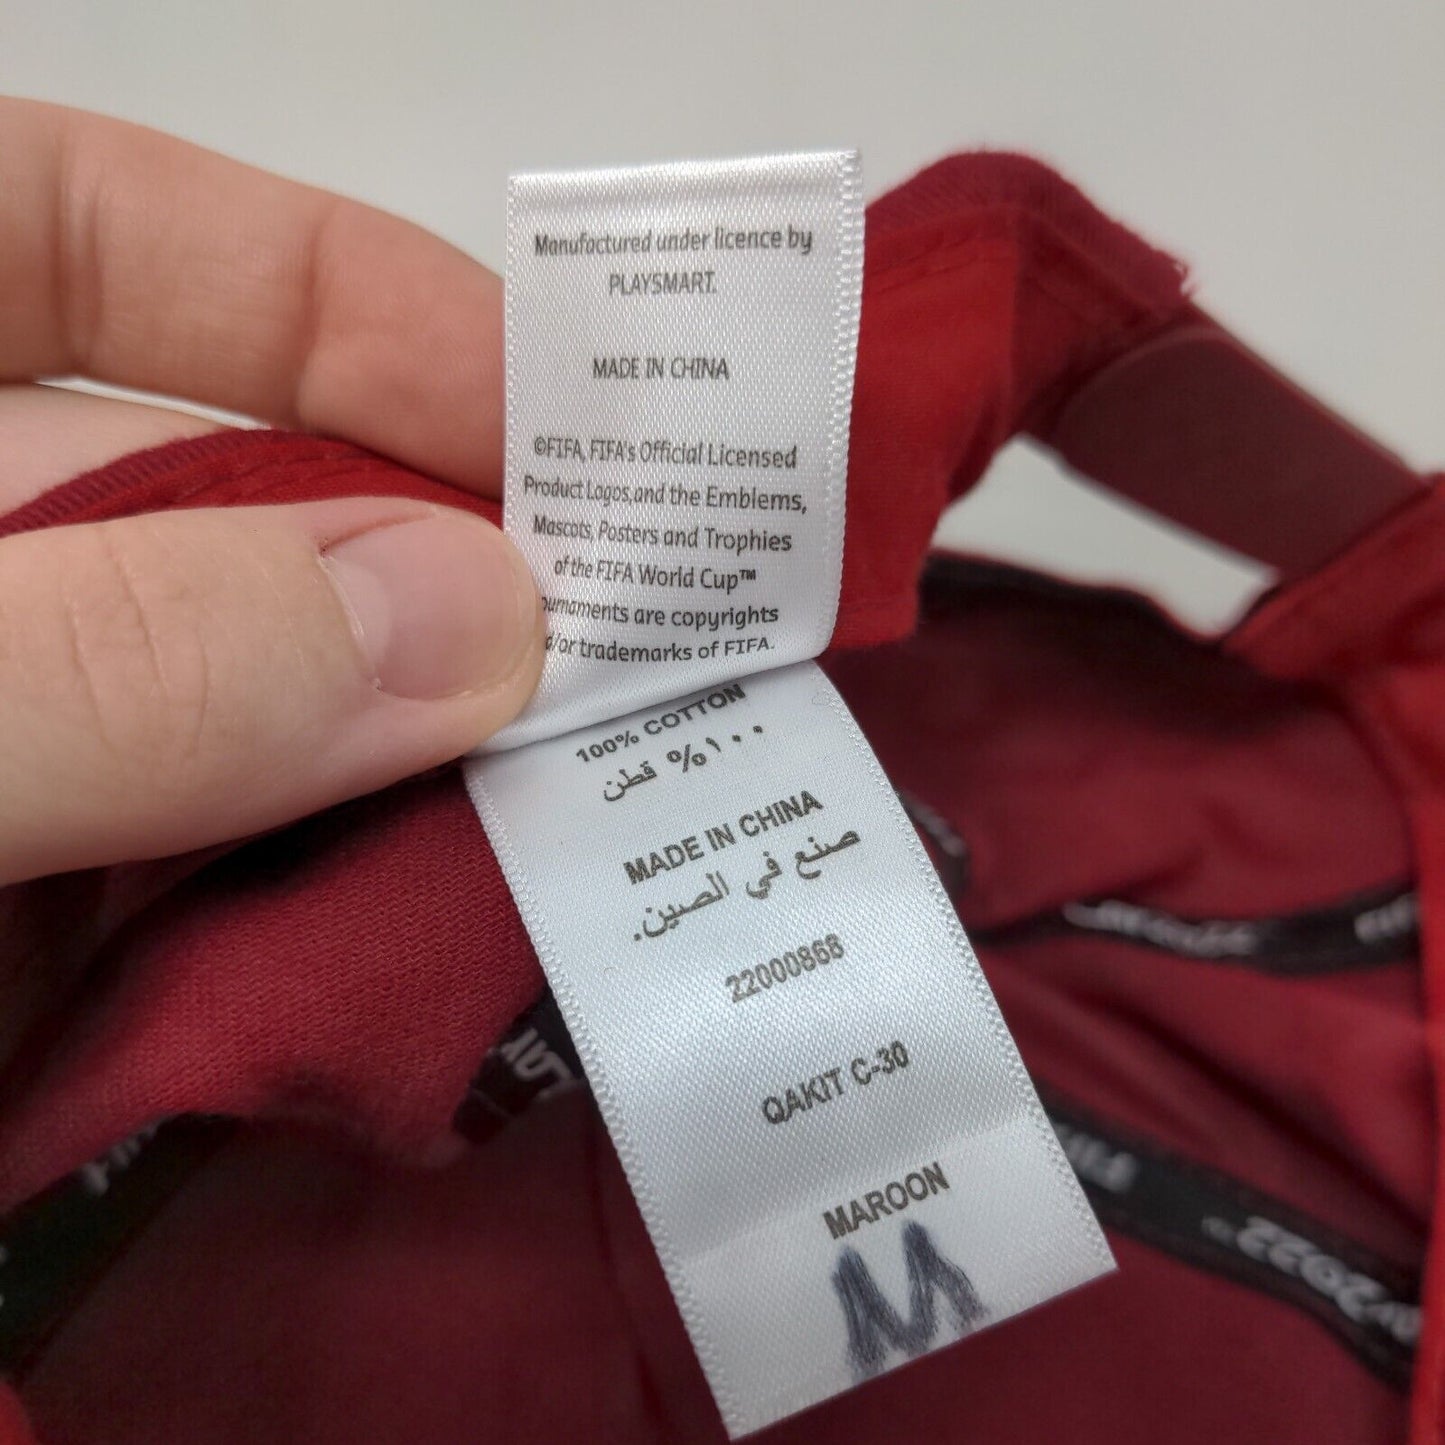 Manufactured under licence by
PLAYSMART.
MADE IN CHINA
©FIFA, FIFA's Official Licensed
Product Logos, and the Emblems,
Mascots, Posters and Trophies
of the FIFA World Cup™
ournaments are copyrights
d/or trademarks of FIFA.
100% COTTON
١٠٠% قطن
MADE IN CHINA
صنع في الصين.
22000868
QAKIT C-30
MAROON
M
2022